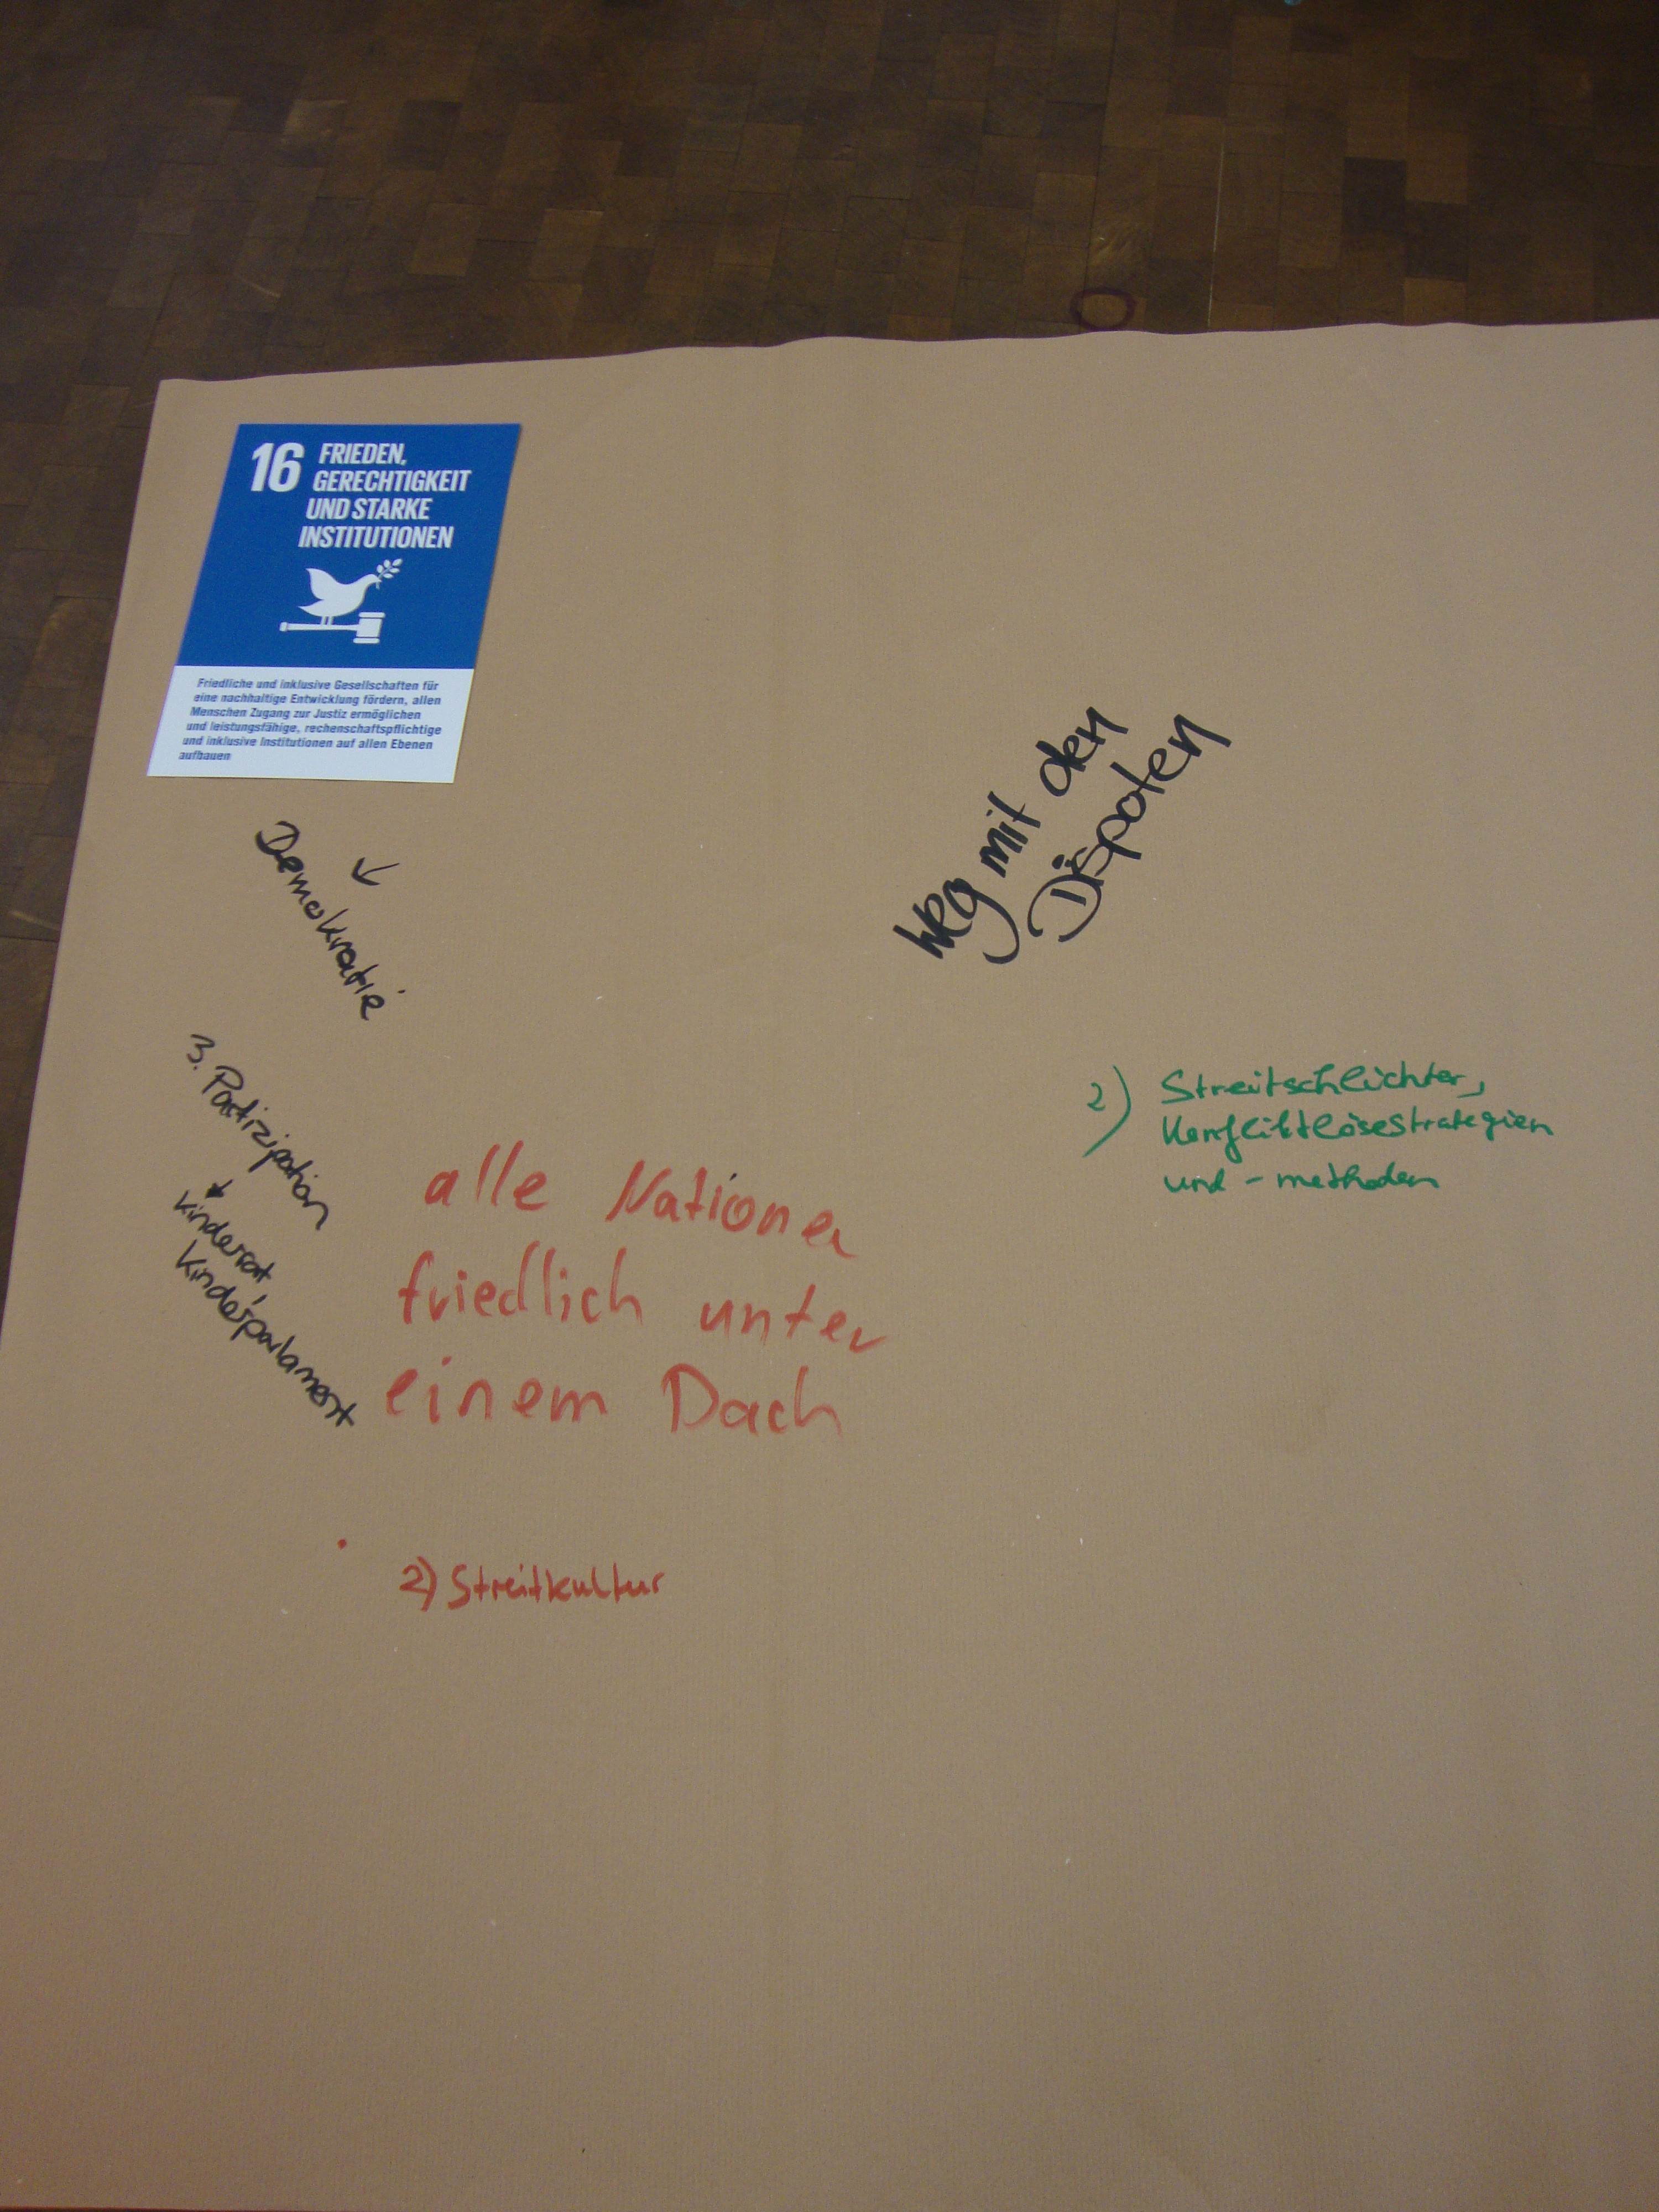 16 FRIEDEN,
GERECHTIGKEIT
UND STARKE
INSTITUTIONEN
Friedliche und inklusive Gesellschaften für
eine nachhaltige Entwicklung fördern, allen
Menschen Zugang zur Justiz ermöglichen
und leistungsfähige, rechenschaftspflichtige
und inklusive Institutionen auf allen Ebenen
aufbauen
Weg mit den
Dispoten
Demokratie
3. Partizipation
Kinderrat,
Kinderparlament
2) Streitschlichter,
Konfliktlösestrategien
und - methoden
alle Nationen
friedlich unter
einem Dach
2) Streitkultur